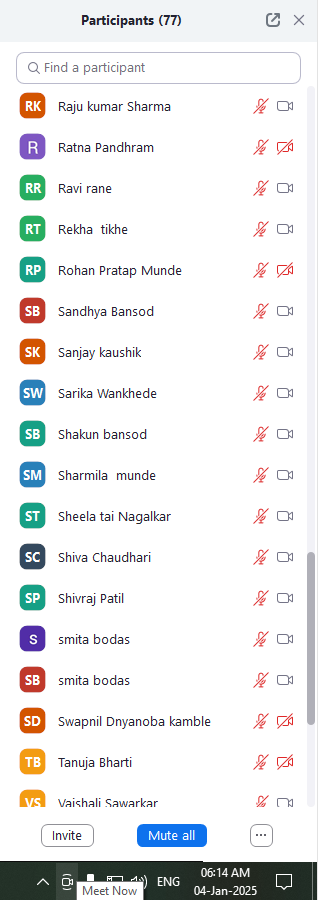 Participants (77)
Find a participant
RK Raju kumar Sharma
R Ratna Pandhram
RR Ravi rane
RT Rekha tikhe
RP Rohan Pratap Munde
SB Sandhya Bansod
SK Sanjay kaushik
SW Sarika Wankhede
SB Shakun bansod
SM Sharmila munde
ST Sheela tai Nagalkar
SC Shiva Chaudhari
SP Shivraj Patil
s smita bodas
SB smita bodas
SD Swapnil Dnyanoba kamble
TB Tanuja Bharti
VS Vaishali Sawarkar
Invite Mute all ...
ENG 06:14 AM
04-Jan-2025
Meet Now